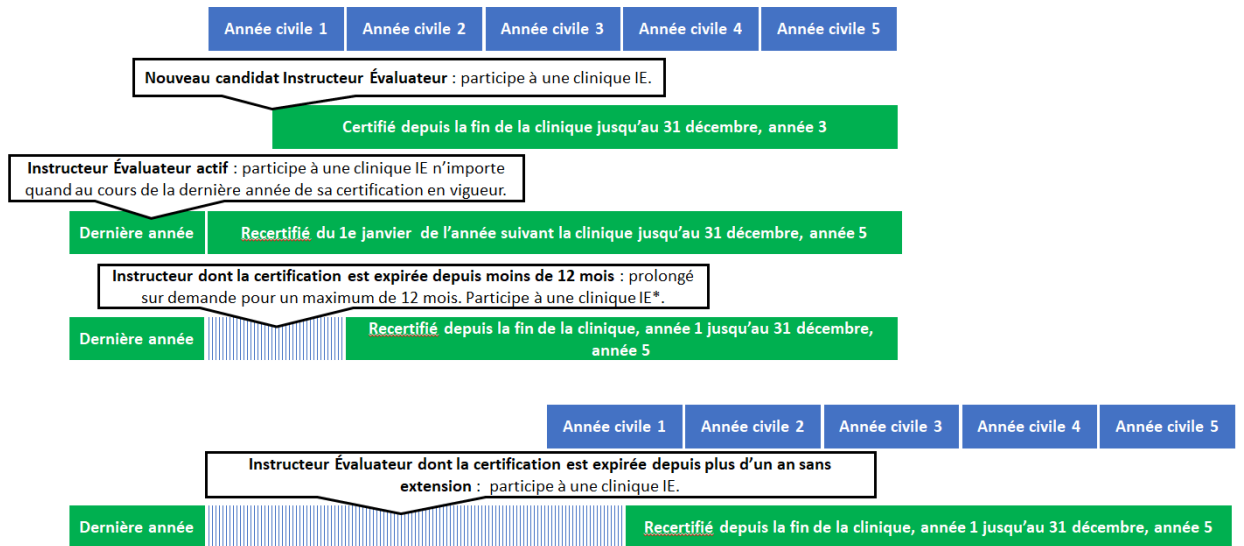 Année civile 1 Année civile 2 Année civile 3 Année civile 4 Année civile 5
Nouveau candidat Instructeur Évaluateur : participe à une clinique IE.
Certifié depuis la fin de la clinique jusqu'au 31 décembre, année 3
Instructeur Évaluateur actif : participe à une clinique IE n'importe
quand au cours de la dernière année de sa certification en vigueur.
Dernière année Recertifié du 1e janvier de l'année suivant la clinique jusqu'au 31 décembre, année 5
Instructeur dont la certification est expirée depuis moins de 12 mois : prolongé
sur demande pour un maximum de 12 mois. Participe à une clinique IE*.
Dernière année Recertifié depuis la fin de la clinique, année 1 jusqu'au 31 décembre,
année 5
Année civile 1 Année civile 2 Année civile 3 Année civile 4 Année civile 5
Instructeur Évaluateur dont la certification est expirée depuis plus d'un an sans
extension : participe à une clinique IE.
Dernière année Recertifié depuis la fin de la clinique, année 1 jusqu'au 31 décembre, année 5